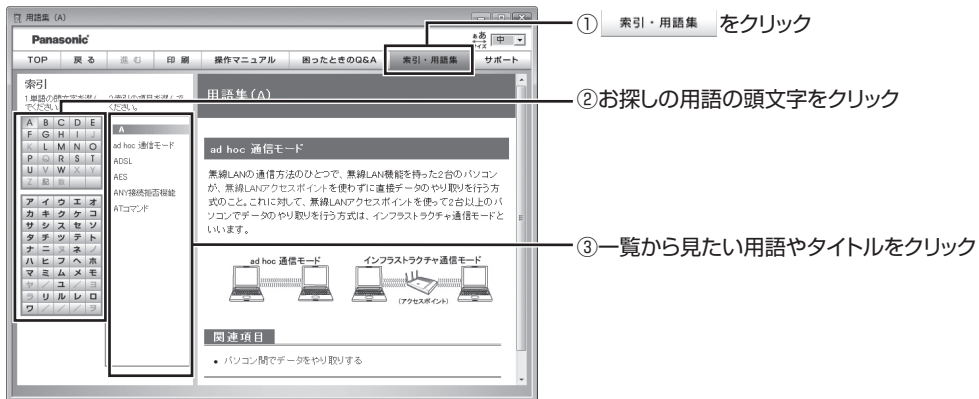 用語集 (A)
Panasonic
ああ
サイズ
中
TOP 戻 る 進 む 印 刷 操作マニュアル 困ったときのQ&A 索引・用語集 サポート
索引
1.単語の頭文字を選んでください。
2.索引の項目を選んでください。
A B C D E
F G H I J
K L M N O
P Q R S T
U V W X Y
Z 記 数
ア イ ウ エ オ
カ キ ク ケ コ
サ シ ス セ ソ
タ チ ツ テ ト
ナ ニ ヌ ネ ノ
ハ ヒ フ ヘ ホ
マ ミ ム メ モ
ヤ / ユ / ヨ
ラ リ ル レ ロ
ワ / / / ヲ
A
ad hoc 通信モード
ADSL
AES
ANY接続拒否機能
ATコマンド
用語集(A)
ad hoc 通信モード
無線LANの通信方法のひとつで、無線LAN機能を持った2台のパソコン
が、無線LANアクセスポイントを使わずに直接データのやり取りを行う方
式のこと。これに対して、無線LANアクセスポイントを使って2台以上のパ
ソコンでデータのやり取りを行う方式は、インフラストラクチャ通信モードと
いいます。
ad hoc 通信モード インフラストラクチャ通信モード
(アクセスポイント)
関連項目
• パソコン間でデータをやり取りする
① 索引・用語集 をクリック
②お探しの用語の頭文字をクリック
③一覧から見たい用語やタイトルをクリック